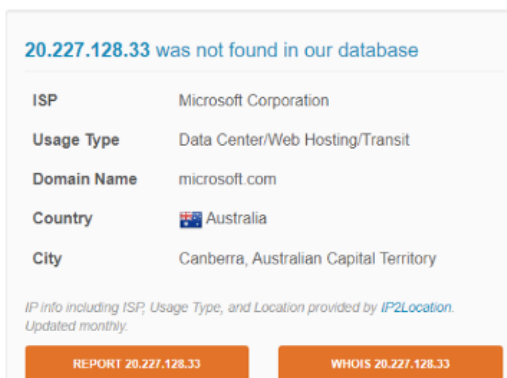 20.227.128.33 was not found in our database
ISP Microsoft Corporation
Usage Type Data Center/Web Hosting/Transit
Domain Name microsoft.com
Country Australia
City Canberra, Australian Capital Territory
IP info including ISP, Usage Type, and Location provided by IP2Location.
Updated monthly.
REPORT 20.227.128.33 WHOIS 20.227.128.33